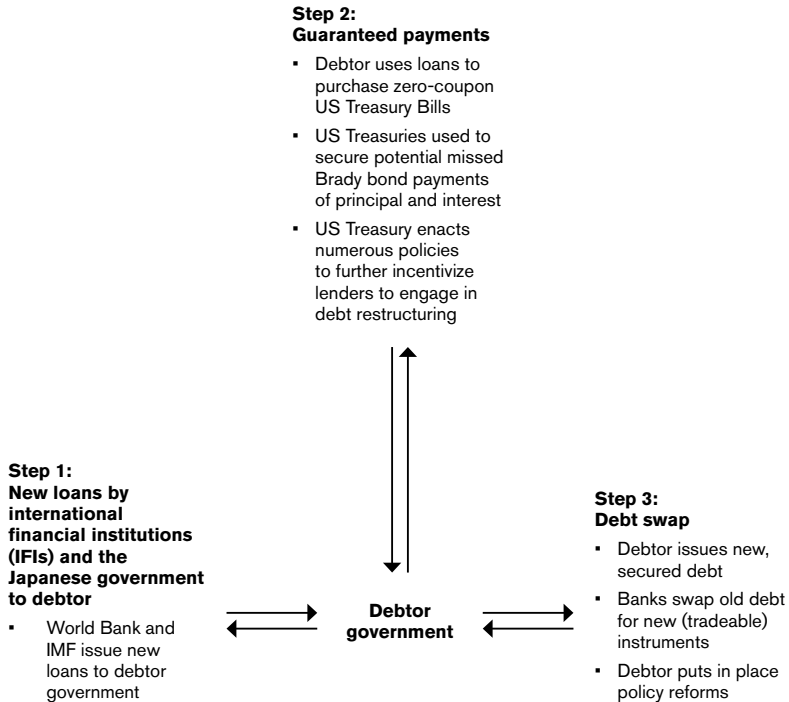 Step 2:
Guaranteed payments
▪ Debtor uses loans to
purchase zero-coupon
US Treasury Bills
▪ US Treasuries used to
secure potential missed
Brady bond payments
of principal and interest
▪ US Treasury enacts
numerous policies
to further incentivize
lenders to engage in
debt restructuring
Step 1:
New loans by
international
financial institutions
(IFIs) and the
Japanese government
to debtor
▪ World Bank and
IMF issue new
loans to debtor
government
Debtor
government
Step 3:
Debt swap
▪ Debtor issues new,
secured debt
▪ Banks swap old debt
for new (tradeable)
instruments
▪ Debtor puts in place
policy reforms